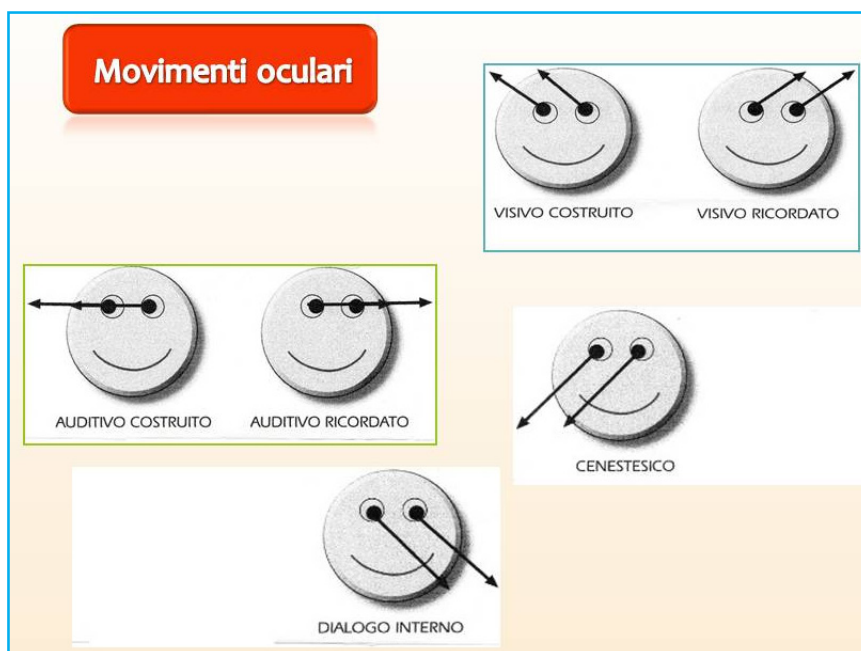 Movimenti oculari
VISIVO COSTRUITO
VISIVO RICORDATO
AUDITIVO COSTRUITO
AUDITIVO RICORDATO
CENESTESICO
DIALOGO INTERNO